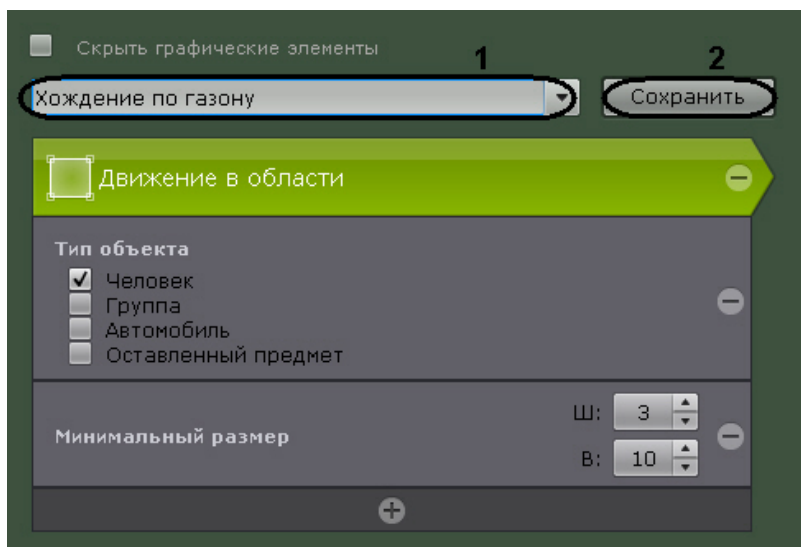 Скрыть графические элементы
1
2
Хождение по газону
Сохранить
Движение в области
Тип объекта
Человек
Группа
Автомобиль
Оставленный предмет
Минимальный размер
Ш: 3
В: 10